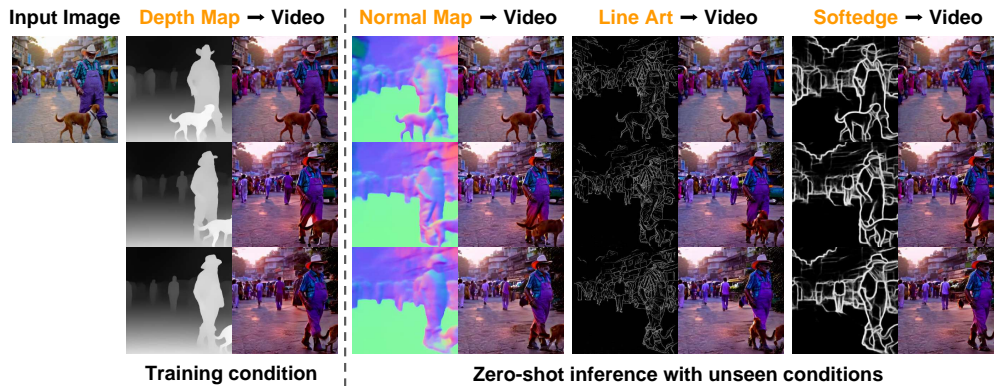 Input Image
Depth Map → Video
Normal Map → Video
Line Art → Video
Softedge → Video
Training condition
Zero-shot inference with unseen conditions